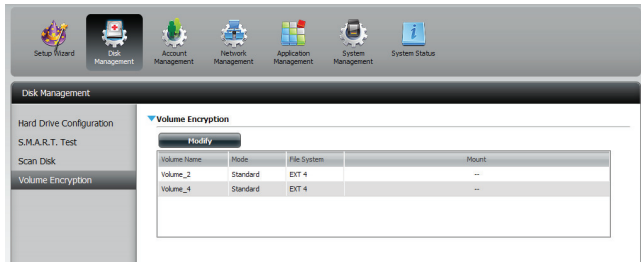 Setup Wizard
Disk Management
Account Management
Network Management
Application Management
System Management
System Status
Disk Management
Hard Drive Configuration
S.M.A.R.T. Test
Scan Disk
Volume Encryption
Volume Encryption
Modify
Volume Name Mode File System Mount
Volume_2 Standard EXT 4 --
Volume_4 Standard EXT 4 --